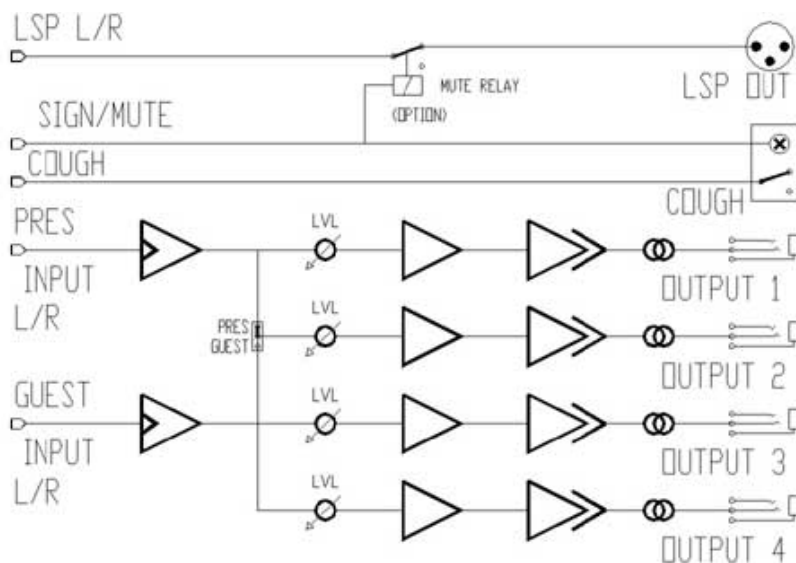 LSP L/R
LSP OUT
MUTE RELAY
(OPTION)
SIGN/MUTE
COUGH
COUGH
PRES
INPUT
L/R
LVL
OUTPUT 1
PRES
GUEST
LVL
OUTPUT 2
GUEST
INPUT
L/R
LVL
OUTPUT 3
LVL
OUTPUT 4